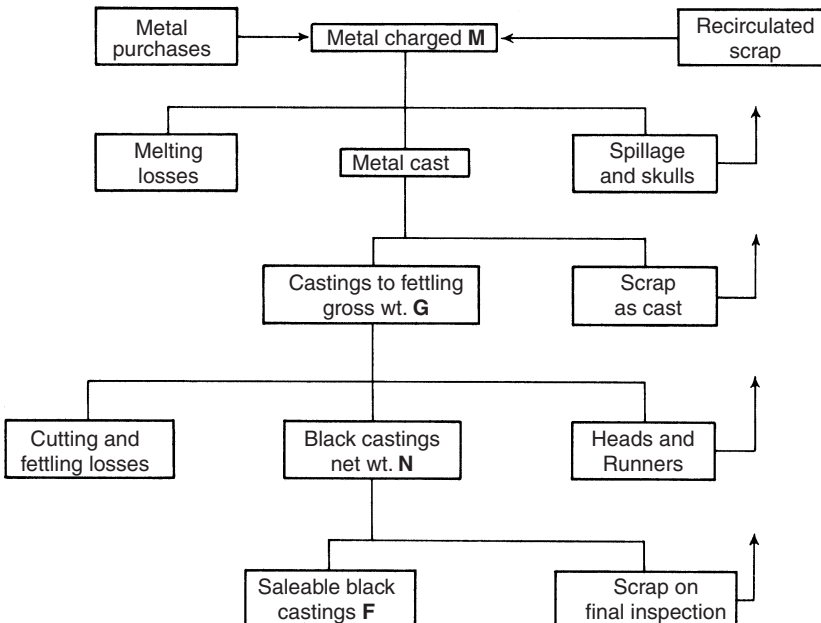 Metal
purchases
Metal charged M
Recirculated
scrap
Melting
losses
Metal cast
Spillage
and skulls
Castings to fettling
gross wt. G
Scrap
as cast
Cutting and
fettling losses
Black castings
net wt. N
Heads and
Runners
Saleable black
castings F
Scrap on
final inspection